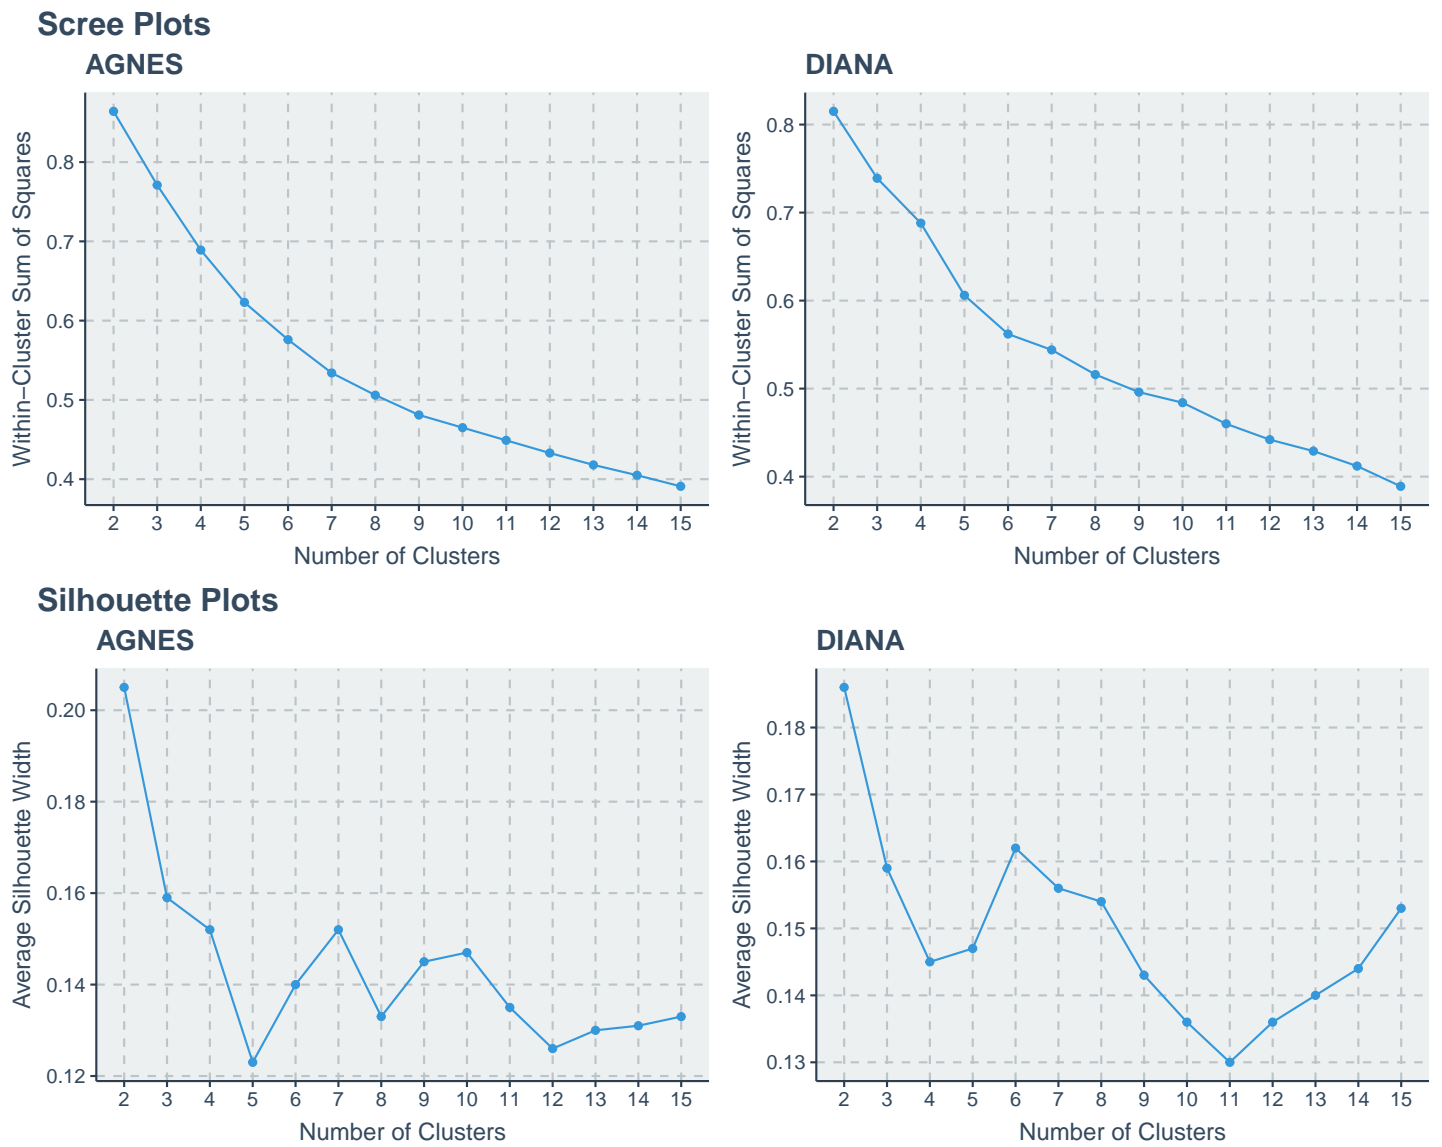 Scree Plots
AGNES
Within−Cluster Sum of Squares
0.8
0.7
0.6
0.5
0.4
2 3 4 5 6 7 8 9 10 11 12 13 14 15
Number of Clusters
DIANA
Within−Cluster Sum of Squares
0.8
0.7
0.6
0.5
0.4
2 3 4 5 6 7 8 9 10 11 12 13 14 15
Number of Clusters
Silhouette Plots
AGNES
Average Silhouette Width
0.20
0.18
0.16
0.14
0.12
2 3 4 5 6 7 8 9 10 11 12 13 14 15
Number of Clusters
DIANA
Average Silhouette Width
0.18
0.17
0.16
0.15
0.14
0.13
2 3 4 5 6 7 8 9 10 11 12 13 14 15
Number of Clusters